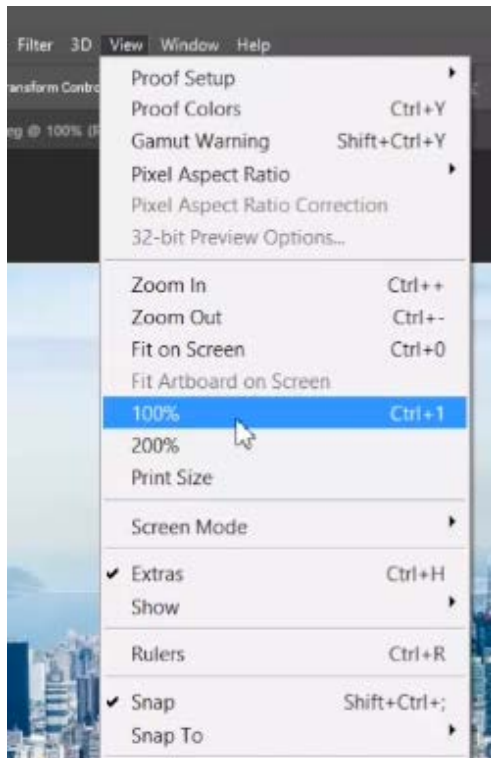 Filter 3D View Window Help
ransform Contro
eg @ 100% (R
Proof Setup
Proof Colors Ctrl+Y
Gamut Warning Shift+Ctrl+Y
Pixel Aspect Ratio
Pixel Aspect Ratio Correction
32-bit Preview Options...
Zoom In Ctrl++
Zoom Out Ctrl+-
Fit on Screen Ctrl+0
Fit Artboard on Screen
100% Ctrl+1
200%
Print Size
Screen Mode
Extras Ctrl+H
Show
Rulers Ctrl+R
Snap Shift+Ctrl+;
Snap To